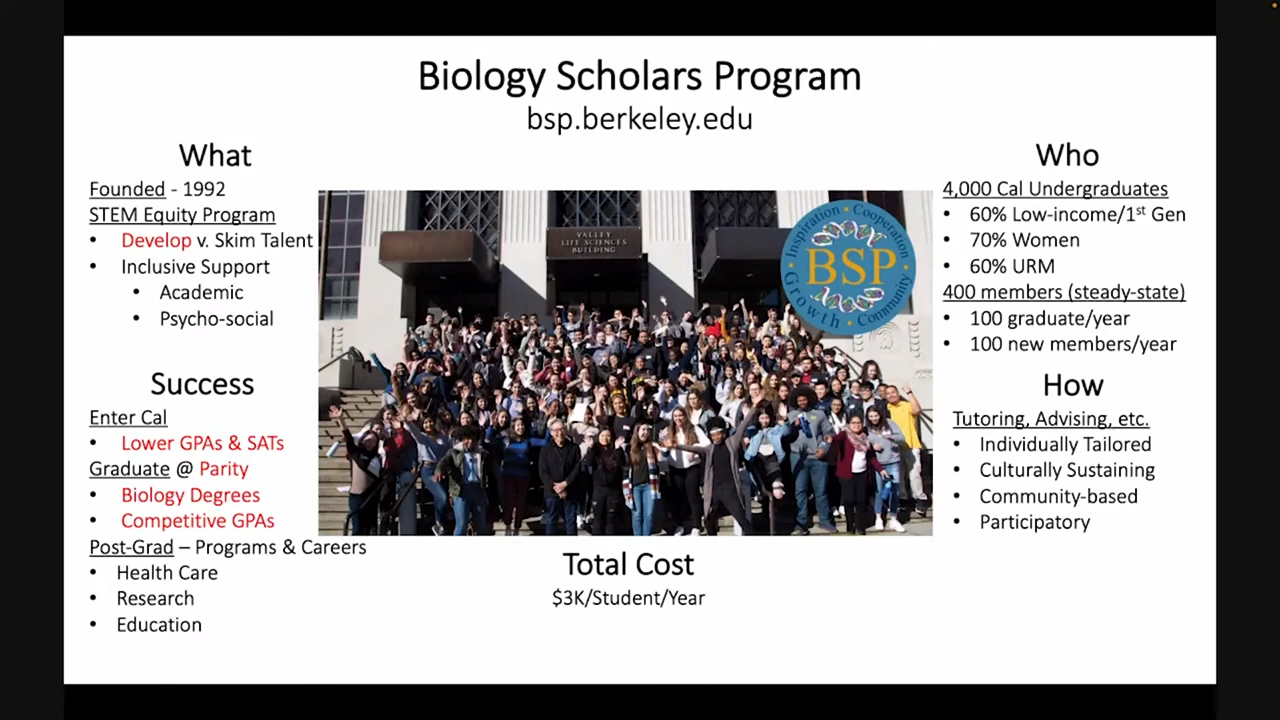 Biology Scholars Program
bsp.berkeley.edu
What
Founded - 1992
STEM Equity Program
• Develop v. Skim Talent
• Inclusive Support
• Academic
• Psycho-social
Success
Enter Cal
• Lower GPAs & SATs
Graduate @ Parity
• Biology Degrees
• Competitive GPAs
Post-Grad – Programs & Careers
• Health Care
• Research
• Education
VALLEY
LIFE SCIENCES
BUILDING
Inspiration • Cooperation
BSP
Growth • Community
Total Cost
$3K/Student/Year
Who
4,000 Cal Undergraduates
• 60% Low-income/1st Gen
• 70% Women
• 60% URM
400 members (steady-state)
• 100 graduate/year
• 100 new members/year
How
Tutoring, Advising, etc.
• Individually Tailored
• Culturally Sustaining
• Community-based
• Participatory